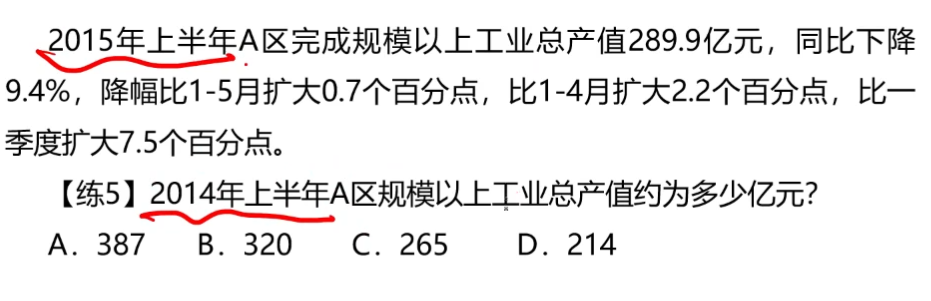 2015年上半年A区完成规模以上工业总产值289.9亿元，同比下降
9.4%，降幅比1-5月扩大0.7个百分点，比1-4月扩大2.2个百分点，比一
季度扩大7.5个百分点。
【练5】2014年上半年A区规模以上工业总产值约为多少亿元？
A．387 B．320 C．265 D．214